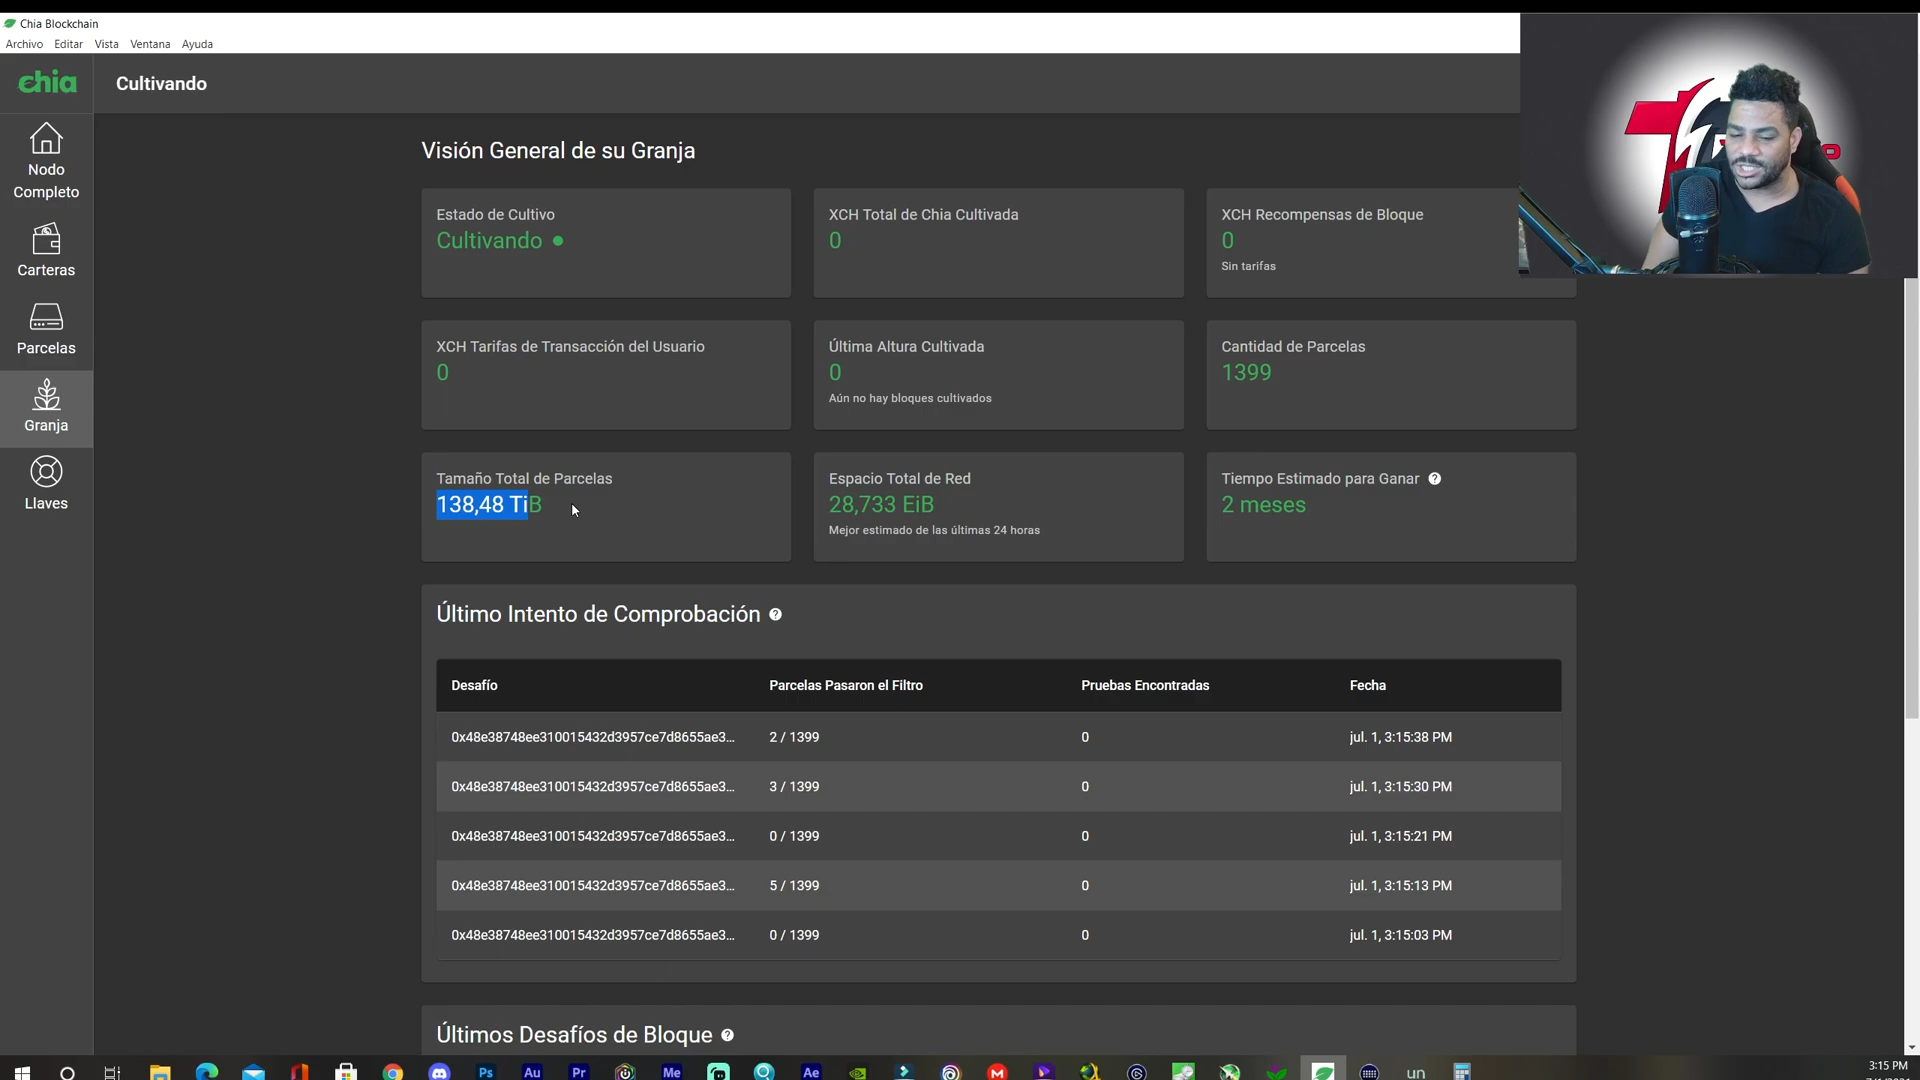 Chia Blockchain
Archivo Editar Vista Ventana Ayuda
chia
Cultivando
Nodo
Completo
Carteras
Parcelas
Granja
Llaves
Visión General de su Granja
Estado de Cultivo
Cultivando
XCH Total de Chia Cultivada
0
XCH Recompensas de Bloque
0
Sin tarifas
XCH Tarifas de Transacción del Usuario
0
Última Altura Cultivada
0
Aún no hay bloques cultivados
Cantidad de Parcelas
1399
Tamaño Total de Parcelas
138,48 TiB
Espacio Total de Red
28,733 EiB
Mejor estimado de las últimas 24 horas
Tiempo Estimado para Ganar
2 meses
Último Intento de Comprobación
Desafío Parcelas Pasaron el Filtro Pruebas Encontradas Fecha
0x48e38748ee310015432d3957ce7d8655ae3... 2 / 1399 0 jul. 1, 3:15:38 PM
0x48e38748ee310015432d3957ce7d8655ae3... 3 / 1399 0 jul. 1, 3:15:30 PM
0x48e38748ee310015432d3957ce7d8655ae3... 0 / 1399 0 jul. 1, 3:15:21 PM
0x48e38748ee310015432d3957ce7d8655ae3... 5 / 1399 0 jul. 1, 3:15:13 PM
0x48e38748ee310015432d3957ce7d8655ae3... 0 / 1399 0 jul. 1, 3:15:03 PM
Últimos Desafíos de Bloque
Ps Au Pr Me Ae un
3:15 PM